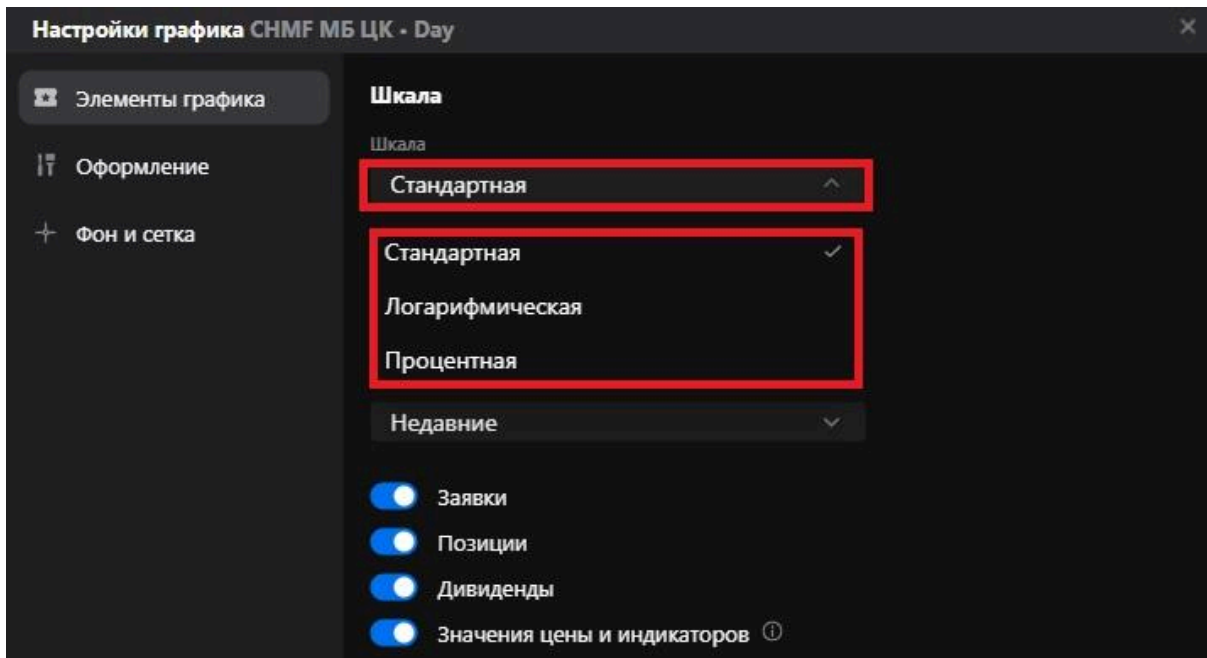 Настройки графика CHMF МБ ЦК - Day
Элементы графика
Оформление
Фон и сетка
Шкала
Шкала
Стандартная
Стандартная
Логарифмическая
Процентная
Недавние
Заявки
Позиции
Дивиденды
Значения цены и индикаторов